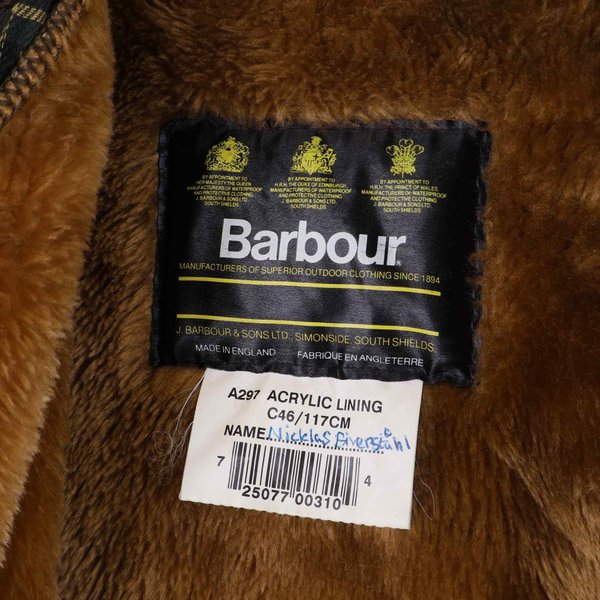 BY APPOINTMENT TO
HER MAJESTY THE QUEEN
MANUFACTURERS OF WATERPROOF
AND PROTECTIVE CLOTHING
J. BARBOUR & SONS LTD.
SOUTH SHIELDS
BY APPOINTMENT TO
H.R.H. THE DUKE OF EDINBURGH
MANUFACTURERS OF WATERPROOF
AND PROTECTIVE CLOTHING
J. BARBOUR & SONS LTD.
SOUTH SHIELDS
BY APPOINTMENT TO
H.R.H. THE PRINCE OF WALES
MANUFACTURERS OF WATERPROOF
AND PROTECTIVE CLOTHING
J. BARBOUR & SONS LTD.
SOUTH SHIELDS
Barbour®
MANUFACTURERS OF SUPERIOR OUTDOOR CLOTHING SINCE 1894
J. BARBOUR & SONS LTD., SIMONSIDE, SOUTH SHIELDS
MADE IN ENGLAND FABRIQUE EN ANGLETERRE
A297 ACRYLIC LINING
C46/117CM
NAME Nicklas
7 25077 00310 4